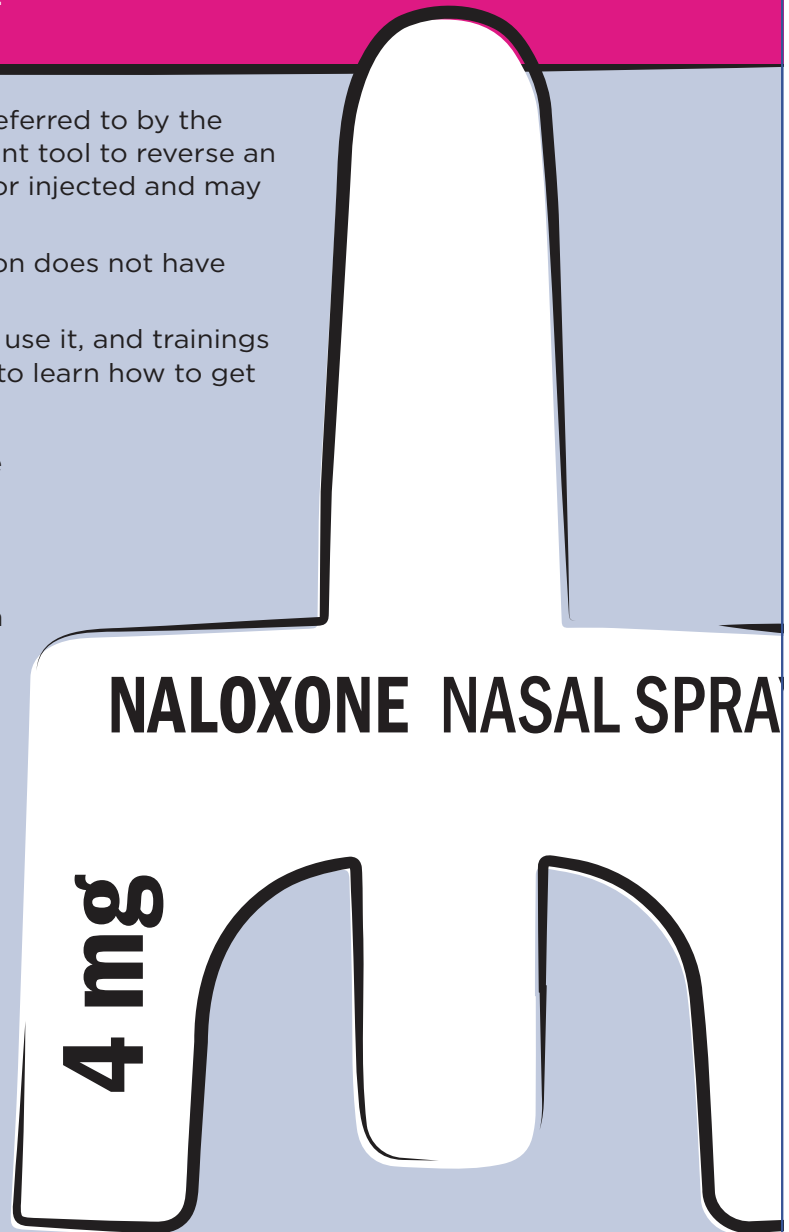 eferred to by the
nt tool to reverse an
or injected and may
on does not have
use it, and trainings
to learn how to get
NALOXONE NASAL SPRAY
4 mg